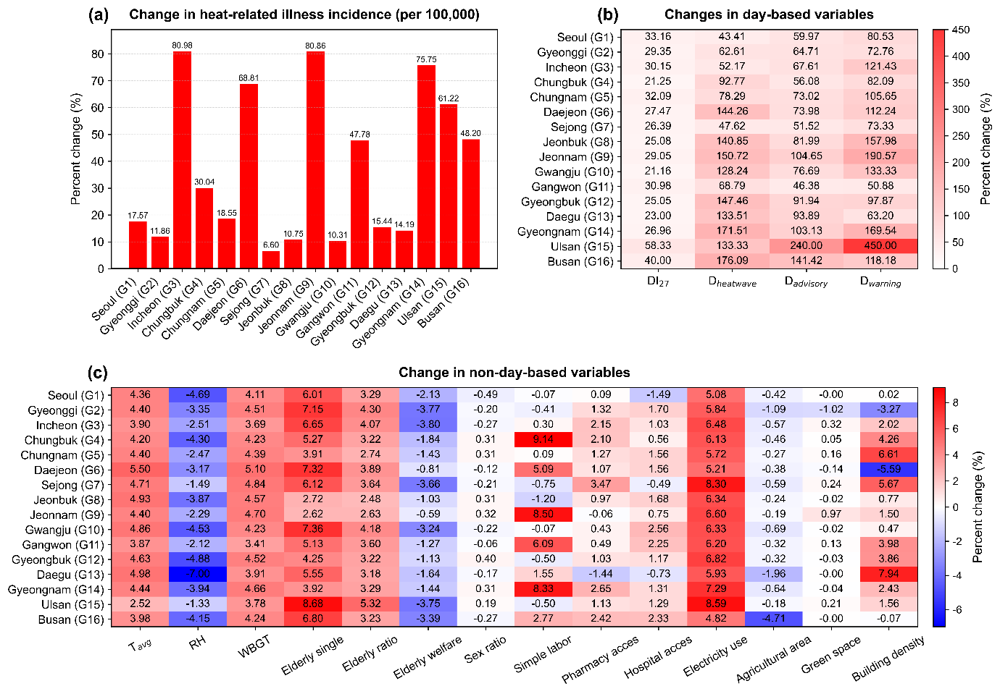 (a) Change in heat-related illness incidence (per 100,000)
Percent change (%)
80
70
60
50
40
30
20
10
0
17.57
11.86
80.98
30.04
18.55
68.81
6.60
10.75
80.86
10.31
47.78
15.44
14.19
75.75
61.22
48.20
Seoul (G1)
Gyeonggi (G2)
Incheon (G3)
Chungbuk (G4)
Chungnam (G5)
Daejeon (G6)
Sejong (G7)
Jeonbuk (G8)
Jeonnam (G9)
Gwangju (G10)
Gangwon (G11)
Gyeongbuk (G12)
Daegu (G13)
Gyeongnam (G14)
Ulsan (G15)
Busan (G16)
(b) Changes in day-based variables
Seoul (G1) 33.16 43.41 59.97 80.53
Gyeonggi (G2) 29.35 62.61 64.71 72.76
Incheon (G3) 30.15 52.17 67.61 121.43
Chungbuk (G4) 21.25 92.77 56.08 82.09
Chungnam (G5) 32.09 78.29 73.02 105.65
Daejeon (G6) 27.47 144.26 73.98 112.24
Sejong (G7) 26.39 47.62 51.52 73.33
Jeonbuk (G8) 25.08 140.85 81.99 157.98
Jeonnam (G9) 29.05 150.72 104.65 190.57
Gwangju (G10) 21.16 128.24 76.69 133.33
Gangwon (G11) 30.98 68.79 46.38 50.88
Gyeongbuk (G12) 25.05 147.46 91.94 97.87
Daegu (G13) 23.00 133.51 93.89 63.20
Gyeongnam (G14) 26.96 171.51 103.13 169.54
Ulsan (G15) 58.33 133.33 240.00 450.00
Busan (G16) 40.00 176.09 141.42 118.18
DI27 Dheatwave Dadvisory Dwarning
450
400
350
300
250
200
150
100
50
0
Percent change (%)
(c) Change in non-day-based variables
Seoul (G1) 4.36 -4.69 4.11 6.01 3.29 -2.13 -0.49 -0.07 0.09 -1.49 5.08 -0.42 -0.00 0.02
Gyeonggi (G2) 4.40 -3.35 4.51 7.15 4.30 -3.77 -0.20 -0.41 1.32 1.70 5.84 -1.09 -1.02 -3.27
Incheon (G3) 3.90 -2.51 3.69 6.65 4.07 -3.80 -0.27 0.30 2.15 1.03 6.48 -0.57 0.32 2.02
Chungbuk (G4) 4.20 -4.30 4.23 5.27 3.22 -1.84 0.31 9.14 2.10 0.56 6.13 -0.46 0.05 4.26
Chungnam (G5) 4.40 -2.47 4.39 3.91 2.74 -1.43 0.31 0.09 1.27 1.56 5.72 -0.27 0.16 6.61
Daejeon (G6) 5.50 -3.17 5.10 7.32 3.89 -0.81 -0.12 5.09 1.07 1.56 5.21 -0.38 -0.14 -5.59
Sejong (G7) 4.71 -1.49 4.84 6.12 3.64 -3.66 -0.21 -0.75 3.47 -0.49 8.30 -0.59 0.24 5.67
Jeonbuk (G8) 4.93 -3.87 4.57 2.72 2.48 -1.03 0.31 -1.20 0.97 1.68 6.34 -0.24 -0.02 0.77
Jeonnam (G9) 4.40 -2.29 4.70 2.62 2.63 -0.59 0.32 8.50 -0.06 0.75 6.60 -0.19 0.97 1.50
Gwangju (G10) 4.86 -4.53 4.23 7.36 4.18 -3.24 -0.22 -0.07 0.43 2.56 6.33 -0.69 -0.02 0.47
Gangwon (G11) 3.87 -2.12 3.41 5.13 3.60 -1.27 -0.06 6.09 0.49 2.25 6.20 -0.32 0.13 3.98
Gyeongbuk (G12) 4.63 -4.88 4.52 4.25 3.22 -1.13 0.40 -0.50 1.03 1.17 6.82 -0.32 -0.03 3.86
Daegu (G13) 4.98 -7.00 3.91 5.55 3.18 -1.64 -0.17 1.55 -1.44 -0.73 5.93 -1.96 -0.00 7.94
Gyeongnam (G14) 4.44 -3.94 4.66 3.92 3.29 -1.44 0.31 8.33 2.65 1.31 7.29 -0.64 -0.04 2.43
Ulsan (G15) 2.52 -1.33 3.78 8.68 5.32 -3.75 0.19 -0.50 1.13 1.29 8.59 -0.18 0.21 1.56
Busan (G16) 3.98 -4.15 4.24 6.80 3.23 -3.39 -0.27 2.77 2.42 2.33 4.82 -4.71 -0.00 -0.07
Tavg RH WBGT Elderly single Elderly ratio Elderly welfare Sex ratio Simple labor Pharmacy acces Hospital acces Electricity use Agricultural area Green space Building density
8
6
4
2
0
-2
-4
-6
Percent change (%)